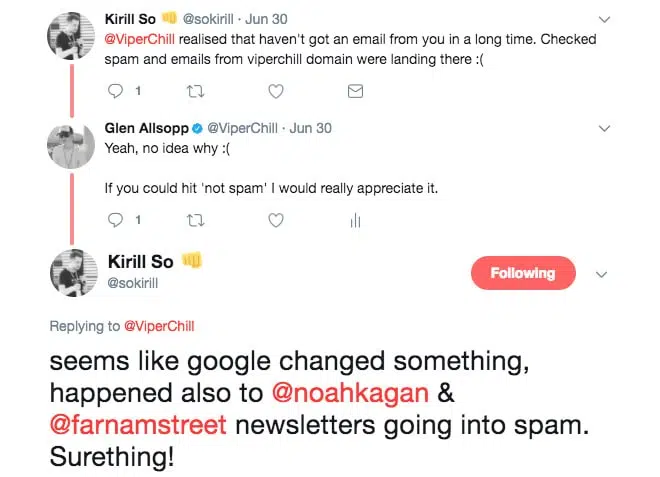 Kirill So 👊 @sokirill · Jun 30
@ViperChill realised that haven't got an email from you in a long time. Checked
spam and emails from viperchill domain were landing there :(
1
Glen Allsopp @ViperChill · Jun 30
Yeah, no idea why :(
If you could hit 'not spam' I would really appreciate it.
1
Kirill So 👊
@sokirill
Following
Replying to @ViperChill
seems like google changed something,
happened also to @noahkagan &
@farnamstreet newsletters going into spam.
Surething!